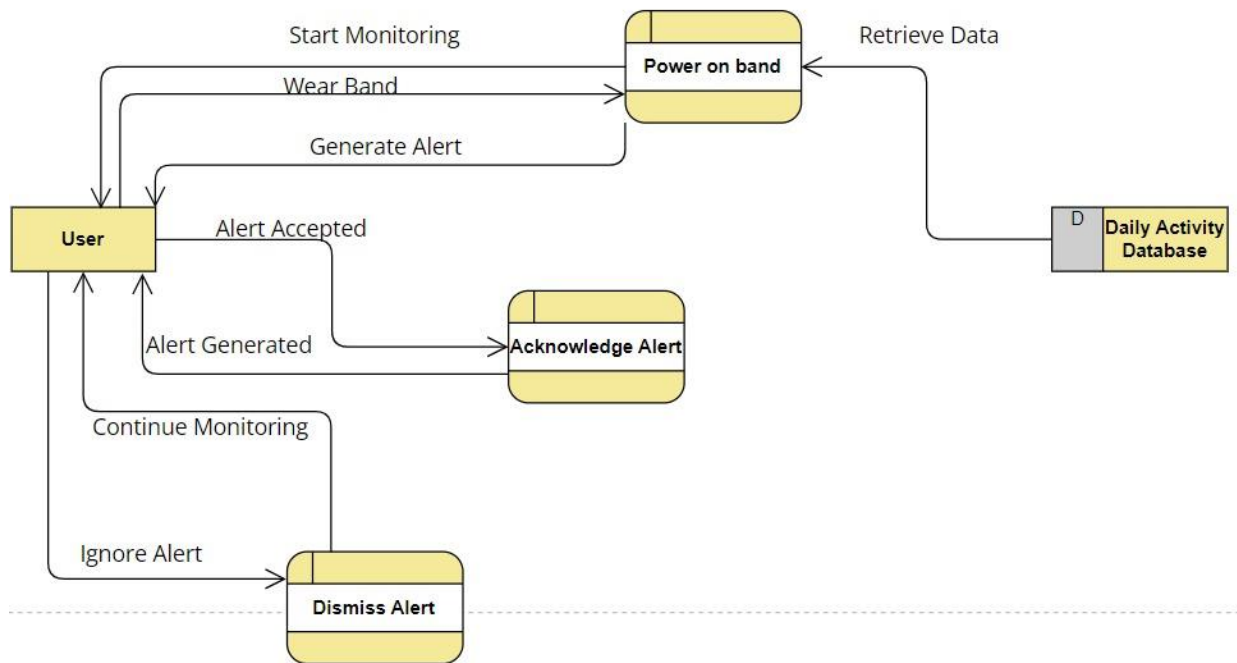 Start Monitoring
Power on band
Retrieve Data
Wear Band
Generate Alert
User
Alert Accepted
D
Daily Activity
Database
Alert Generated
Acknowledge Alert
Continue Monitoring
Ignore Alert
Dismiss Alert